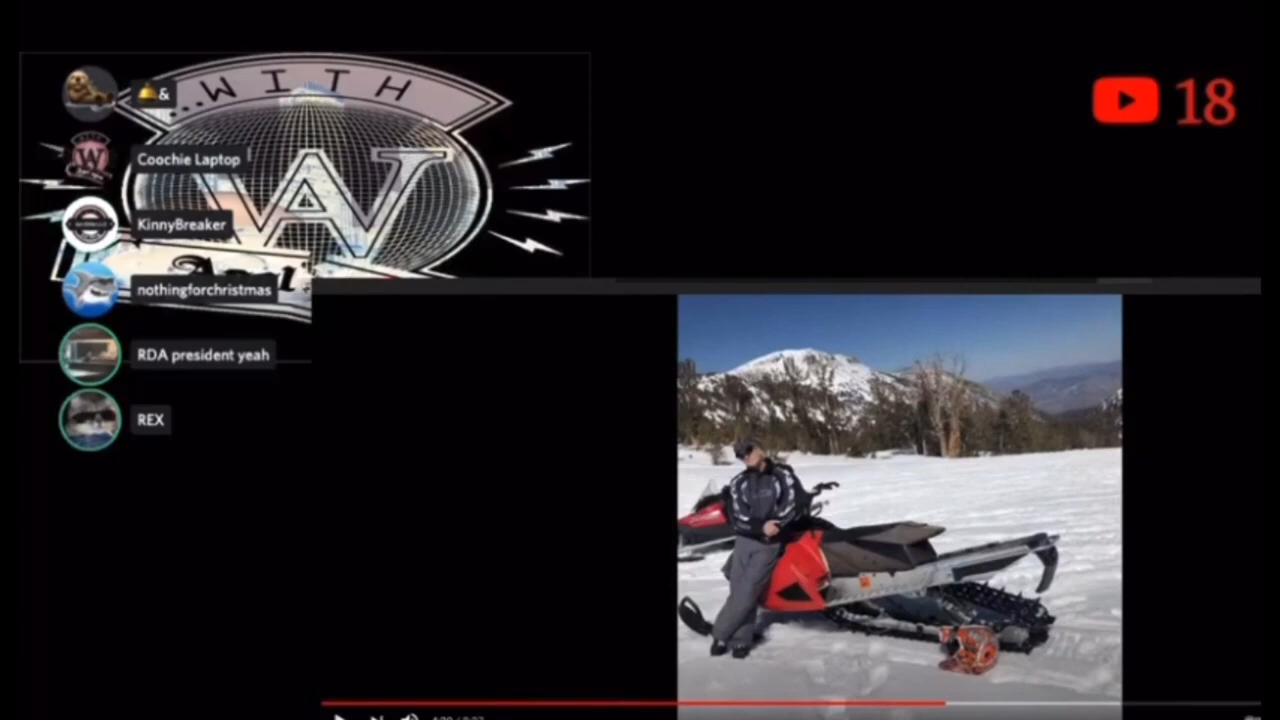 ...WITH
🔔&
Coochie Laptop
W
KinnyBreaker
nothingforchristmas
RDA president yeah
REX
18